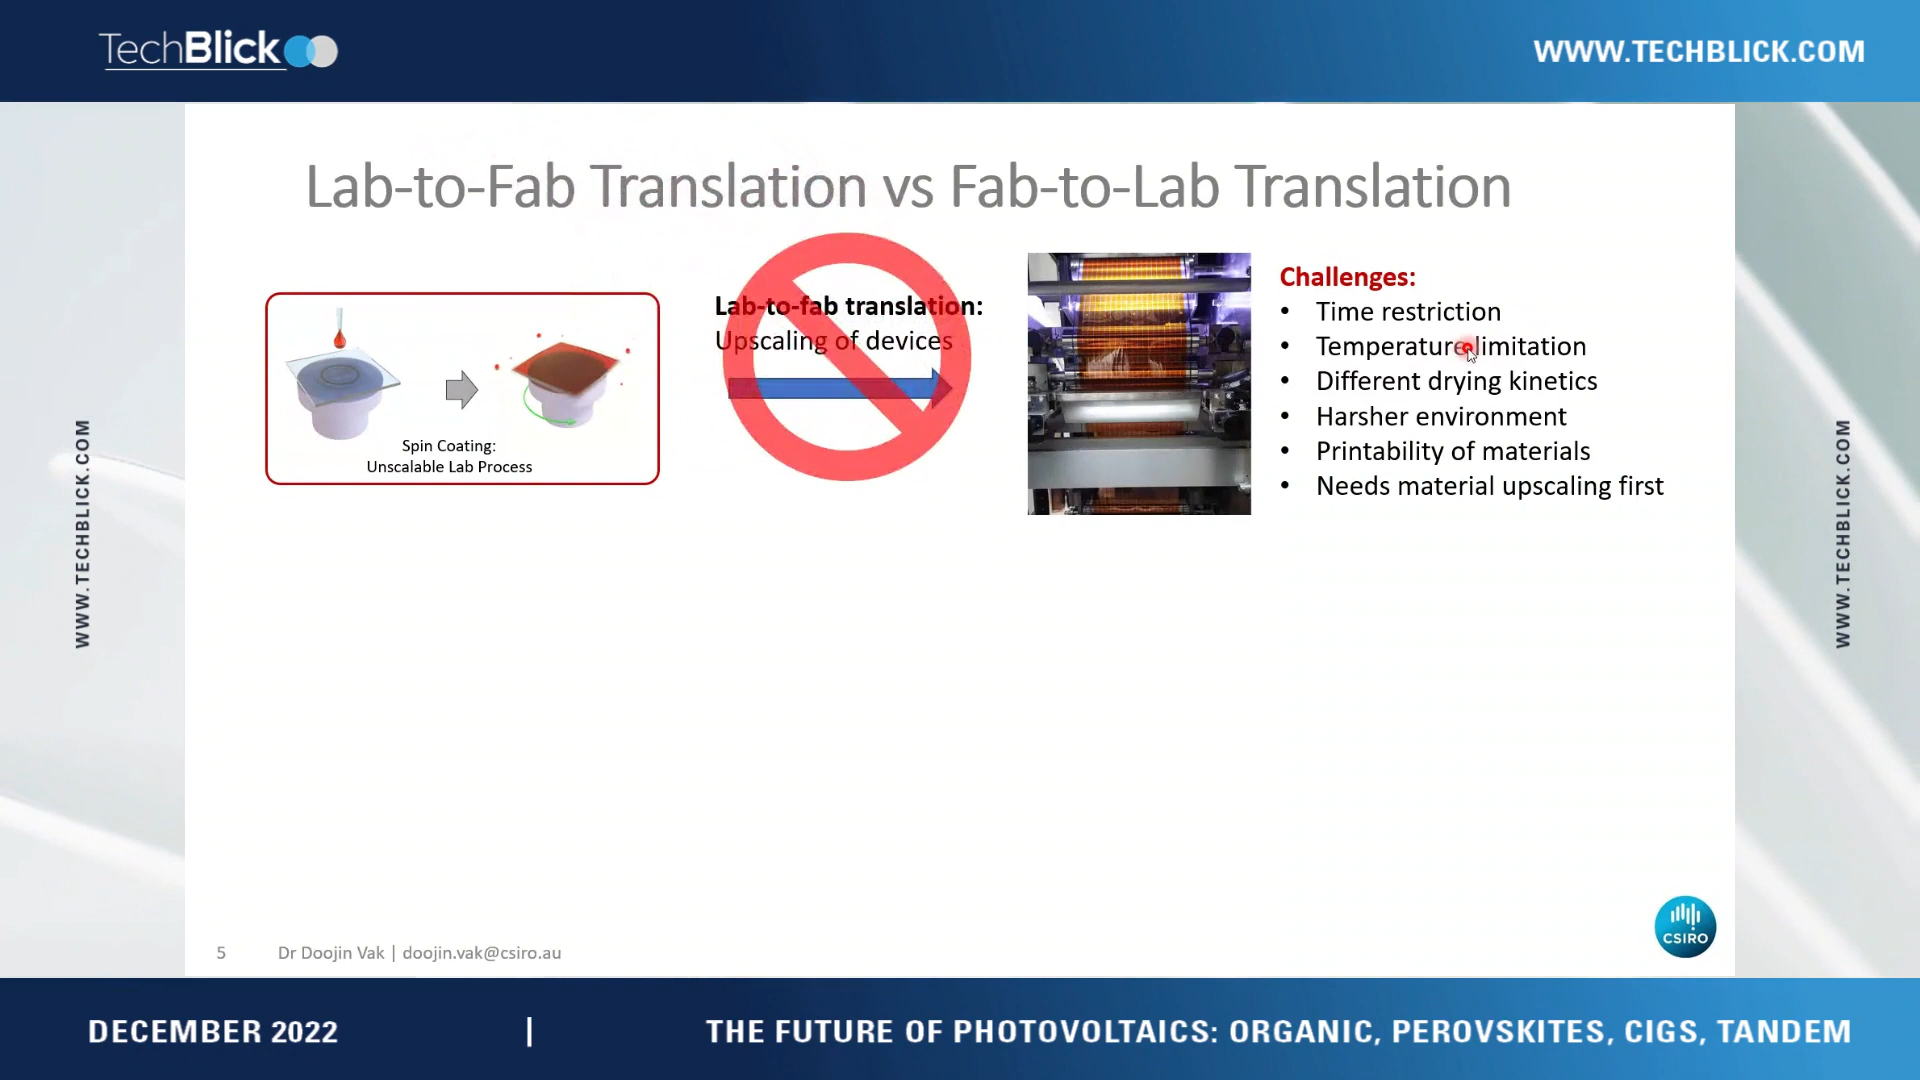 TechBlick
WWW.TECHBLICK.COM
Lab-to-Fab Translation vs Fab-to-Lab Translation
Spin Coating:
Unscalable Lab Process
Lab-to-fab translation:
Upscaling of devices
Challenges:
• Time restriction
• Temperature limitation
• Different drying kinetics
• Harsher environment
• Printability of materials
• Needs material upscaling first
WWW.TECHBLICK.COM
WWW.TECHBLICK.COM
CSIRO
5 Dr Doojin Vak | doojin.vak@csiro.au
DECEMBER 2022 | THE FUTURE OF PHOTOVOLTAICS: ORGANIC, PEROVSKITES, CIGS, TANDEM